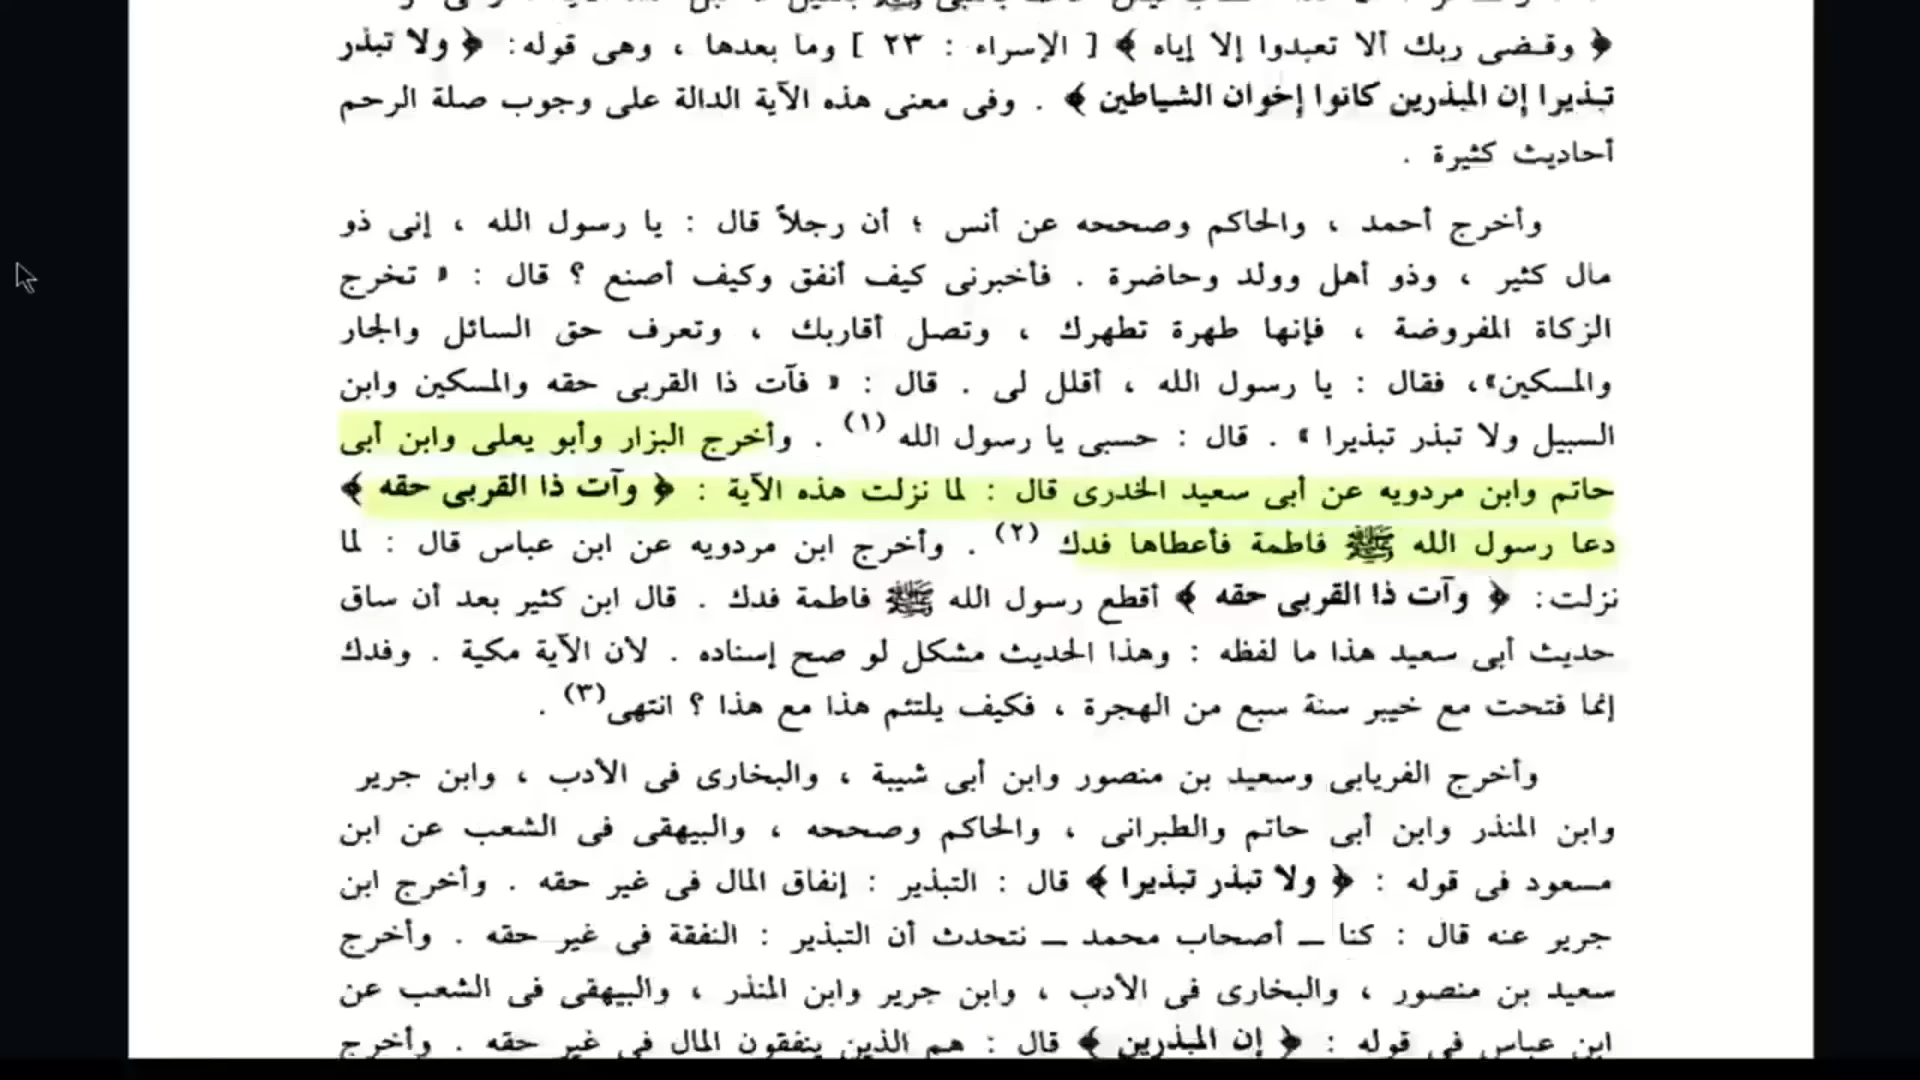 ﴿ وقـضى ربك ألا تعبدوا إلا إياه ﴾ [ الإسراء : ٢٣ ] وما بعدها ، وهى قوله: ﴿ ولا تبذر
تبذيرا إن المبذرين كانوا إخوان الشياطين ﴾ . وفى معنى هذه الآية الدالة على وجوب صلة الرحم
أحاديث كثيرة .
وأخرج أحمد ، والحاكم وصححه عن أنس ؛ أن رجلاً قال : يا رسول الله ، إنى ذو
مال كثير ، وذو أهل وولد وحاضرة . فأخبرنى كيف أنفق وكيف أصنع ؟ قال : « تخرج
الزكاة المفروضة ، فإنها طهرة تطهرك ، وتصل أقاربك ، وتعرف حق السائل والجار
والمسكين»، فقال : يا رسول الله ، أقلل لى . قال : « فآت ذا القربى حقه والمسكين وابن
السبيل ولا تبذر تبذيرا » . قال : حسبى يا رسول الله (١) . وأخرج البزار وأبو يعلى وابن أبى
حاتم وابن مردويه عن أبى سعيد الخدرى قال : لما نزلت هذه الآية : ﴿ وآت ذا القربى حقه ﴾
دعا رسول الله ﷺ فاطمة فأعطاها فدك (٢) . وأخرج ابن مردويه عن ابن عباس قال : لما
نزلت: ﴿ وآت ذا القربى حقه ﴾ أقطع رسول الله ﷺ فاطمة فدك . قال ابن كثير بعد أن ساق
حديث أبى سعيد هذا ما لفظه : وهذا الحديث مشكل لو صح إسناده . لأن الآية مكية . وفدك
إنما فتحت مع خيبر سنة سبع من الهجرة ، فكيف يلتئم هذا مع هذا ؟ انتهى(٣) .
وأخرج الفريابى وسعيد بن منصور وابن أبى شيبة ، والبخارى فى الأدب ، وابن جرير
وابن المنذر وابن أبى حاتم والطبرانى ، والحاكم وصححه ، والبيهقى فى الشعب عن ابن
مسعود فى قوله : ﴿ ولا تبذر تبذيرا ﴾ قال : التبذير : إنفاق المال فى غير حقه . وأخرج ابن
جرير عنه قال : كنا ــ أصحاب محمد ــ نتحدث أن التبذير : النفقة فى غير حقه . وأخرج
سعيد بن منصور ، والبخارى فى الأدب ، وابن جرير وابن المنذر ، والبيهقى فى الشعب عن
ابن عباس فى قوله : ﴿ إن المبذرين ﴾ قال : هم الذين ينفقون المال فى غير حقه . وأخرج